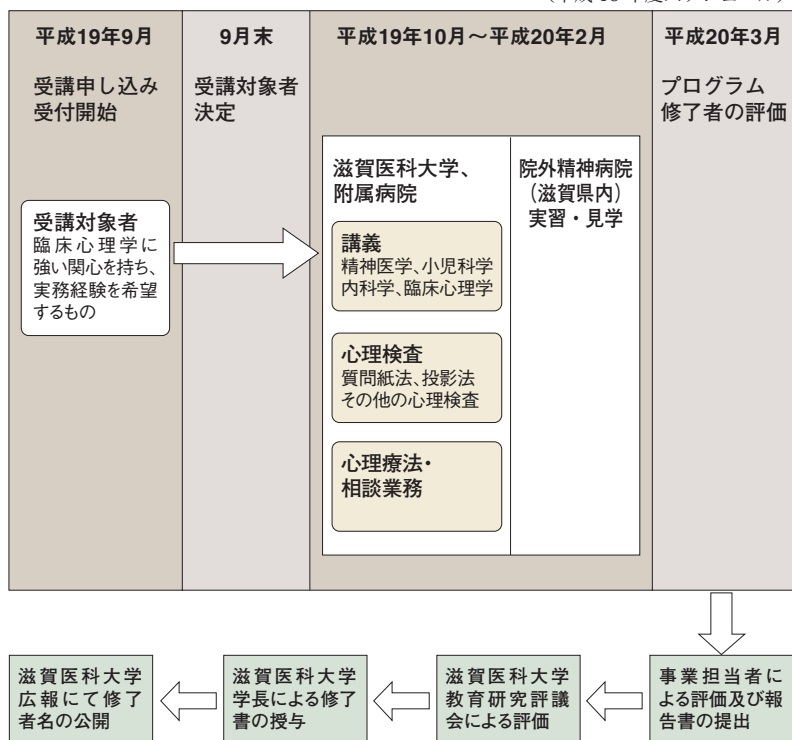 平成19年9月
受講申し込み
受付開始
受講対象者
臨床心理学に
強い関心を持ち、
実務経験を希望
するもの
9月末
受講対象者
決定
平成19年10月〜平成20年2月
滋賀医科大学、
附属病院
講義
精神医学、小児科学
内科学、臨床心理学
心理検査
質問紙法、投影法
その他の心理検査
心理療法・
相談業務
院外精神病院
(滋賀県内)
実習・見学
平成20年3月
プログラム
修了者の評価
事業担当者に
よる評価及び報
告書の提出
滋賀医科大学
教育研究評議
会による評価
滋賀医科大学
学長による修了
書の授与
滋賀医科大学
広報にて修了
者名の公開